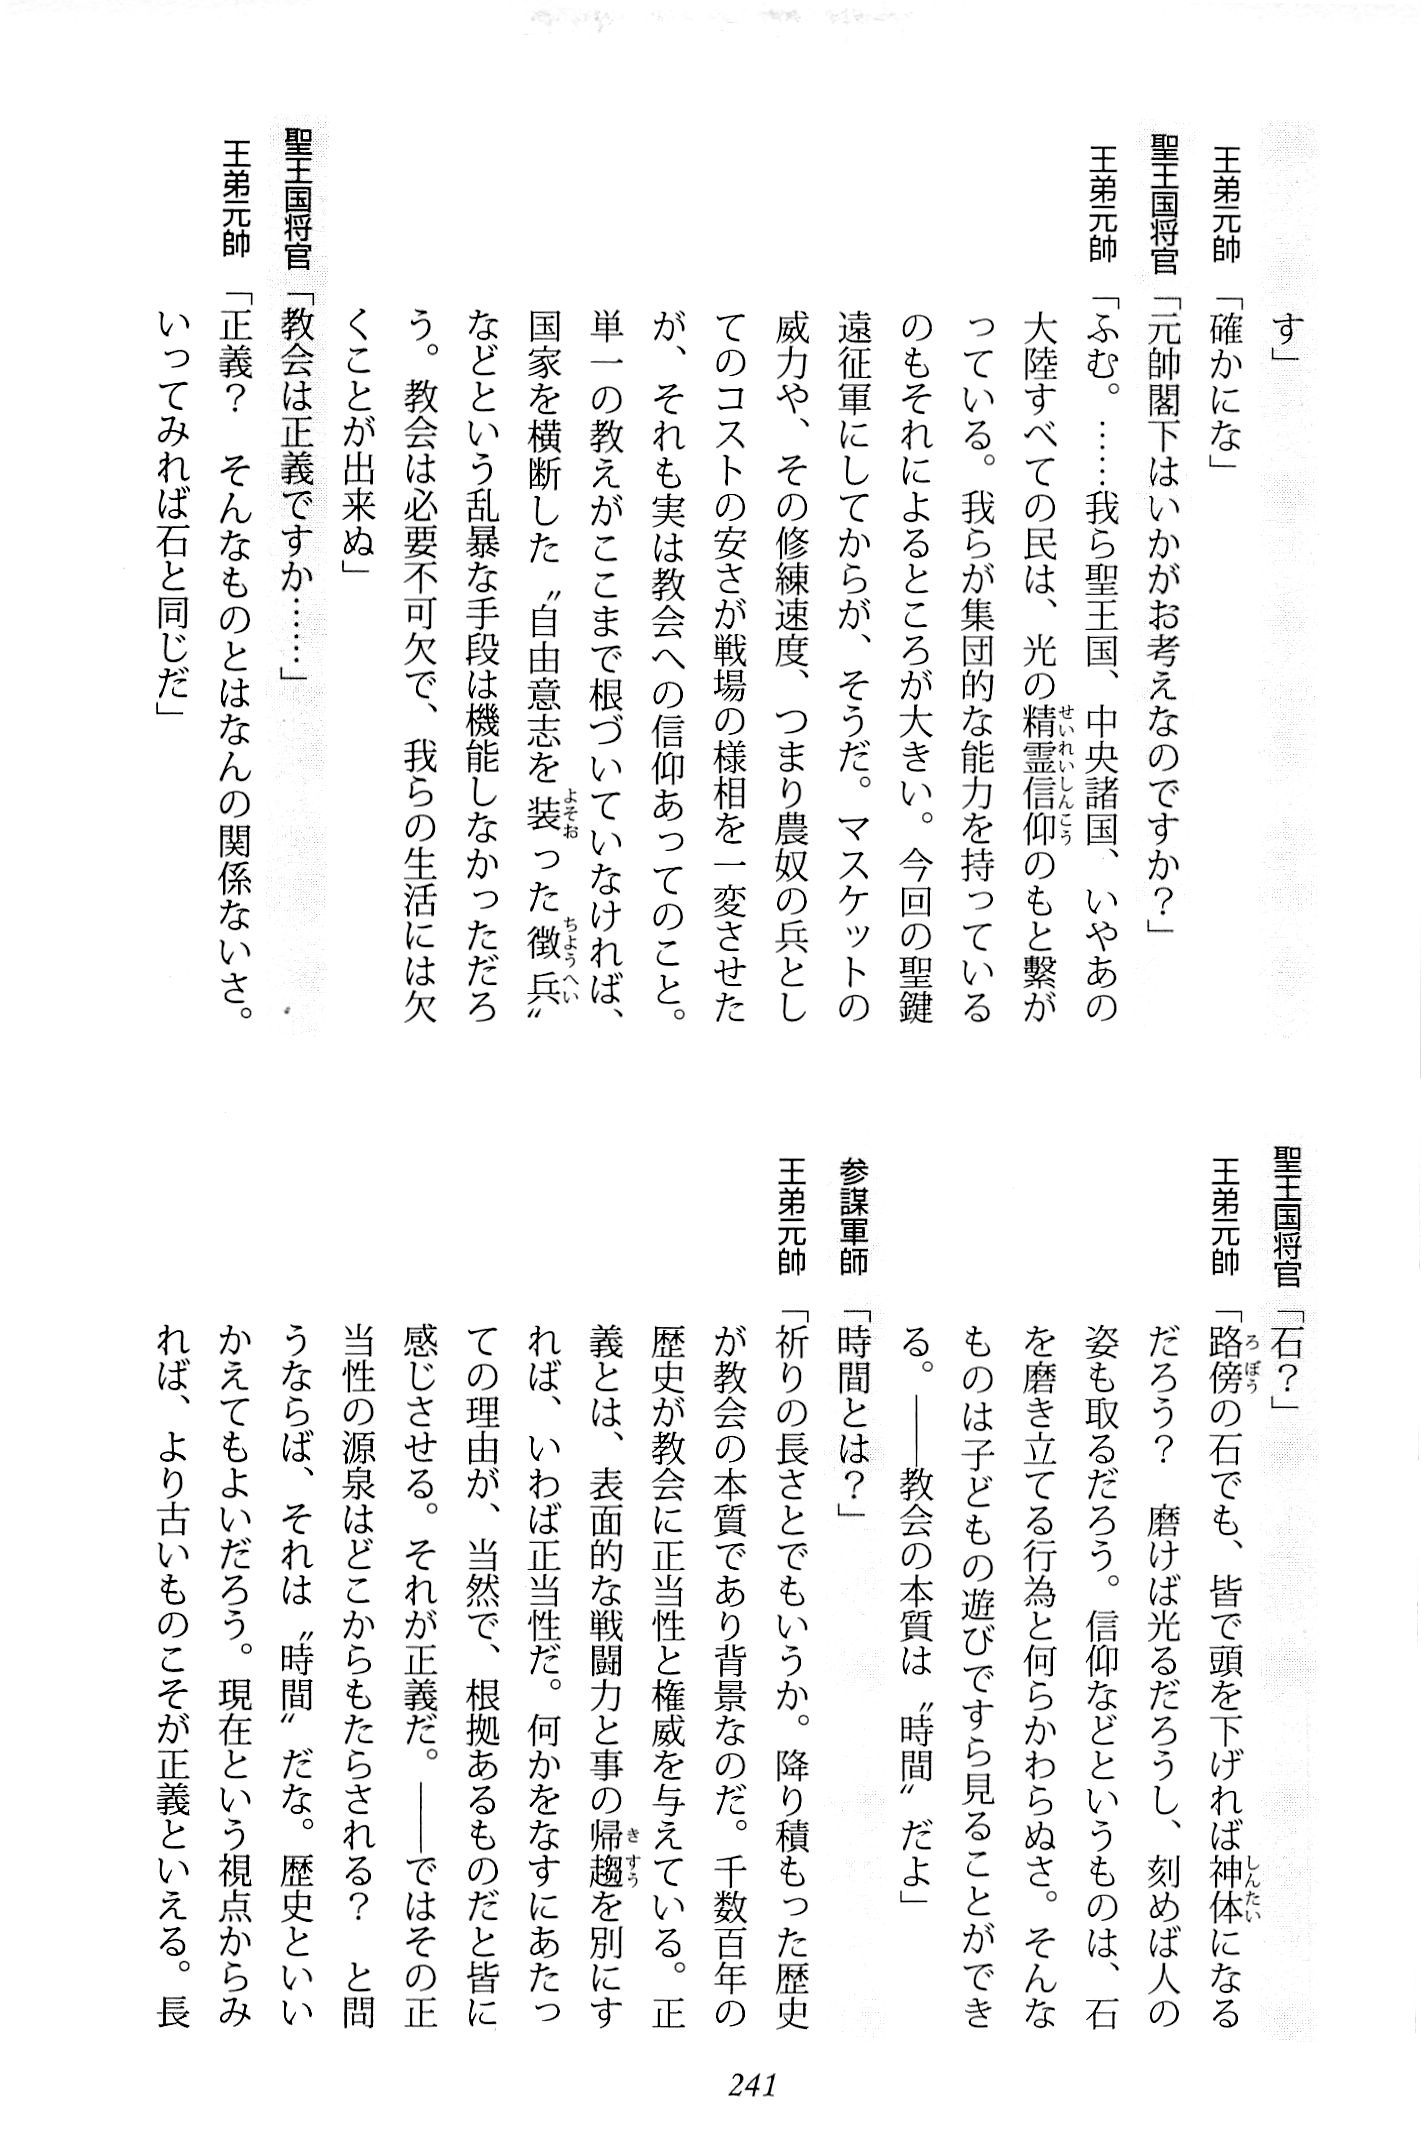 す」
王弟元帥「確かにな」
聖王国将官「元帥閣下はいかがお考えなのですか？」
王弟元帥「ふむ。……我ら聖王国、中央諸国、いやあの
大陸すべての民は、光の精霊信仰のもと繫が
っている。我らが集団的な能力を持っている
のもそれによるところが大きい。今回の聖鍵
遠征軍にしてからが、そうだ。マスケットの
威力や、その修練速度、つまり農奴の兵とし
てのコストの安さが戦場の様相を一変させた
が、それも実は教会への信仰あってのこと。
単一の教えがここまで根づいていなければ、
国家を横断した〝自由意志を装った徴兵〟
などという乱暴な手段は機能しなかっただろ
う。教会は必要不可欠で、我らの生活には欠
くことが出来ぬ」
聖王国将官「教会は正義ですか……」
王弟元帥「正義？　そんなものとはなんの関係ないさ。
いってみれば石と同じだ」
聖王国将官「石？」
王弟元帥「路傍の石でも、皆で頭を下げれば神体になる
だろう？　磨けば光るだろうし、刻めば人の
姿も取るだろう。信仰などというものは、石
を磨き立てる行為と何らかわらぬさ。そんな
ものは子どもの遊びですら見ることができ
る。――教会の本質は〝時間〟だよ」
参謀軍師「時間とは？」
王弟元帥「祈りの長さとでもいうか。降り積もった歴史
が教会の本質であり背景なのだ。千数百年の
歴史が教会に正当性と権威を与えている。正
義とは、表面的な戦闘力と事の帰趨を別にす
れば、いわば正当性だ。何かをなすにあたっ
ての理由が、当然で、根拠あるものだと皆に
感じさせる。それが正義だ。――ではその正
当性の源泉はどこからもたらされる？　と問
うならば、それは〝時間〟だな。歴史といい
かえてもよいだろう。現在という視点からみ
れば、より古いものこそが正義といえる。長
241